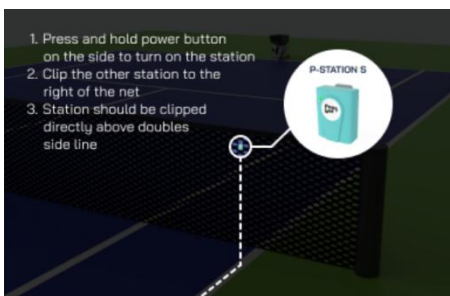 1. Press and hold power button
on the side to turn on the station
2. Clip the other station to the
right of the net
3. Station should be clipped
directly above doubles
side line
P-STATION S